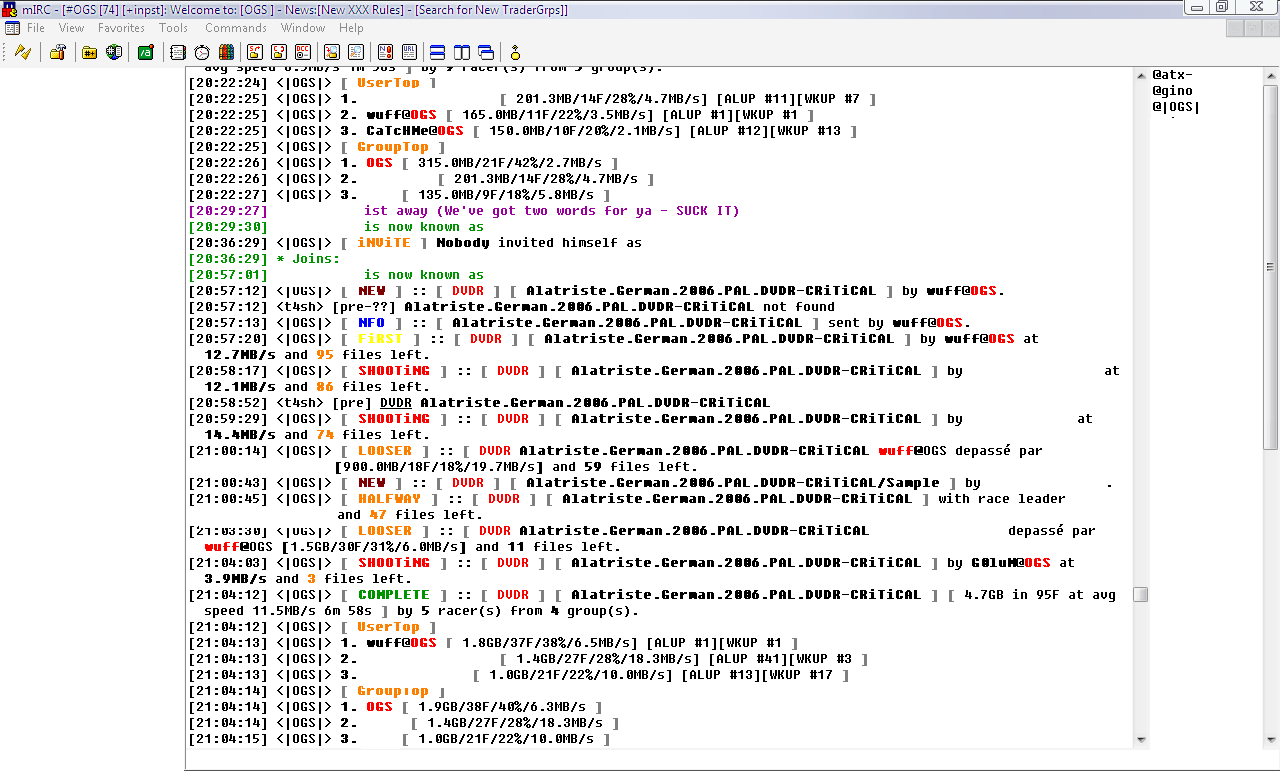 mIRC - [#OGS [74] [+inpst]: Welcome to: [OGS ] - News:[New XXX Rules] - [Search for New TraderGrps]]
File View Favorites Tools Commands Window Help
avg speed 6.9MB/s 1m 58s ] by 9 racer(s) from 5 group(s).
[20:22:24] <|OGS|> [ UserTop ]
[20:22:25] <|OGS|> 1. [ 201.3MB/14F/28%/4.7MB/s] [ALUP #11][WKUP #7 ]
[20:22:25] <|OGS|> 2. wuff@OGS [ 165.0MB/11F/22%/3.5MB/s] [ALUP #1][WKUP #1 ]
[20:22:25] <|OGS|> 3. CaTcHMe@OGS [ 150.0MB/10F/20%/2.1MB/s] [ALUP #12][WKUP #13 ]
[20:22:25] <|OGS|> [ GroupTop ]
[20:22:26] <|OGS|> 1. OGS [ 315.0MB/21F/42%/2.7MB/s ]
[20:22:26] <|OGS|> 2. [ 201.3MB/14F/28%/4.7MB/s ]
[20:22:27] <|OGS|> 3. [ 135.0MB/9F/18%/5.8MB/s ]
[20:29:27] ist away (We've got two words for ya - SUCK IT)
[20:29:30] is now known as
[20:36:29] <|OGS|> [ iNViTE ] Nobody invited himself as
[20:36:29] * Joins:
[20:57:01] is now known as
[20:57:12] <|OGS|> [ NEW ] :: [ DVDR ] [ Alatriste.German.2006.PAL.DVDR-CRiTiCAL ] by wuff@OGS.
[20:57:12] <t4sh> [pre-??] Alatriste.German.2006.PAL.DVDR-CRiTiCAL not found
[20:57:13] <|OGS|> [ NFO ] :: [ Alatriste.German.2006.PAL.DVDR-CRiTiCAL ] sent by wuff@OGS.
[20:57:20] <|OGS|> [ FiRST ] :: [ DVDR ] [ Alatriste.German.2006.PAL.DVDR-CRiTiCAL ] by wuff@OGS at
12.7MB/s and 95 files left.
[20:58:17] <|OGS|> [ SHOOTiNG ] :: [ DVDR ] [ Alatriste.German.2006.PAL.DVDR-CRiTiCAL ] by at
12.1MB/s and 86 files left.
[20:58:52] <t4sh> [pre] DVDR Alatriste.German.2006.PAL.DVDR-CRiTiCAL
[20:59:29] <|OGS|> [ SHOOTiNG ] :: [ DVDR ] [ Alatriste.German.2006.PAL.DVDR-CRiTiCAL ] by at
14.4MB/s and 74 files left.
[21:00:14] <|OGS|> [ LOOSER ] :: [ DVDR Alatriste.German.2006.PAL.DVDR-CRiTiCAL wuff@OGS depassé par
[900.0MB/18F/18%/19.7MB/s] and 59 files left.
[21:00:43] <|OGS|> [ NEW ] :: [ DVDR ] [ Alatriste.German.2006.PAL.DVDR-CRiTiCAL/Sample ] by .
[21:00:45] <|OGS|> [ HALFWAY ] :: [ DVDR ] [ Alatriste.German.2006.PAL.DVDR-CRiTiCAL ] with race leader
and 47 files left.
[21:03:30] <|OGS|> [ LOOSER ] :: [ DVDR Alatriste.German.2006.PAL.DVDR-CRiTiCAL depassé par
wuff@OGS [1.5GB/30F/31%/6.0MB/s] and 11 files left.
[21:04:03] <|OGS|> [ SHOOTiNG ] :: [ DVDR ] [ Alatriste.German.2006.PAL.DVDR-CRiTiCAL ] by G0luM@OGS at
3.9MB/s and 3 files left.
[21:04:12] <|OGS|> [ COMPLETE ] :: [ DVDR ] [ Alatriste.German.2006.PAL.DVDR-CRiTiCAL ] [ 4.7GB in 95F at avg
speed 11.5MB/s 6m 58s ] by 5 racer(s) from 4 group(s).
[21:04:12] <|OGS|> [ UserTop ]
[21:04:13] <|OGS|> 1. wuff@OGS [ 1.8GB/37F/38%/6.5MB/s] [ALUP #1][WKUP #1 ]
[21:04:13] <|OGS|> 2. [ 1.4GB/27F/28%/18.3MB/s] [ALUP #41][WKUP #3 ]
[21:04:13] <|OGS|> 3. [ 1.0GB/21F/22%/10.0MB/s] [ALUP #13][WKUP #17 ]
[21:04:14] <|OGS|> [ GroupTop ]
[21:04:14] <|OGS|> 1. OGS [ 1.9GB/38F/40%/6.3MB/s ]
[21:04:14] <|OGS|> 2. [ 1.4GB/27F/28%/18.3MB/s ]
[21:04:15] <|OGS|> 3. [ 1.0GB/21F/22%/10.0MB/s ]
@atx-
@gino
@|OGS|